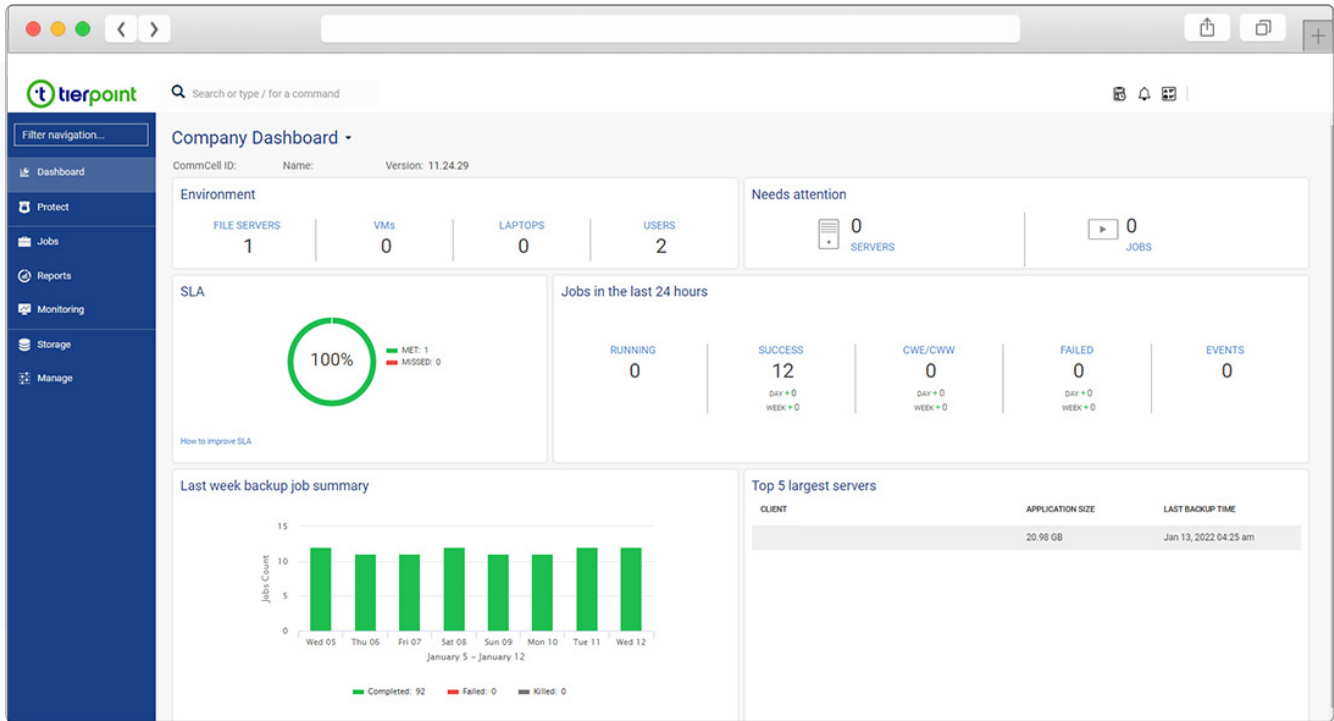 tierpoint
Search or type / for a command
Filter navigation...
Dashboard
Protect
Jobs
Reports
Monitoring
Storage
Manage
Company Dashboard
CommCell ID: Name: Version: 11.24.29
Environment
FILE SERVERS VMs LAPTOPS USERS
1 0 0 2
Needs attention
0 0
SERVERS JOBS
SLA
100%
MET: 1
MISSED: 0
How to improve SLA
Jobs in the last 24 hours
RUNNING SUCCESS CWE/CWW FAILED EVENTS
0 12 0 0 0
DAY + 0 DAY + 0 DAY + 0
WEEK + 0 WEEK + 0 WEEK + 0
Last week backup job summary
15
10
5
0
Jobs Count
Wed 05 Thu 06 Fri 07 Sat 08 Sun 09 Mon 10 Tue 11 Wed 12
January 5 – January 12
Completed: 92 Failed: 0 Killed: 0
Top 5 largest servers
CLIENT APPLICATION SIZE LAST BACKUP TIME
20.98 GB Jan 13, 2022 04:25 am